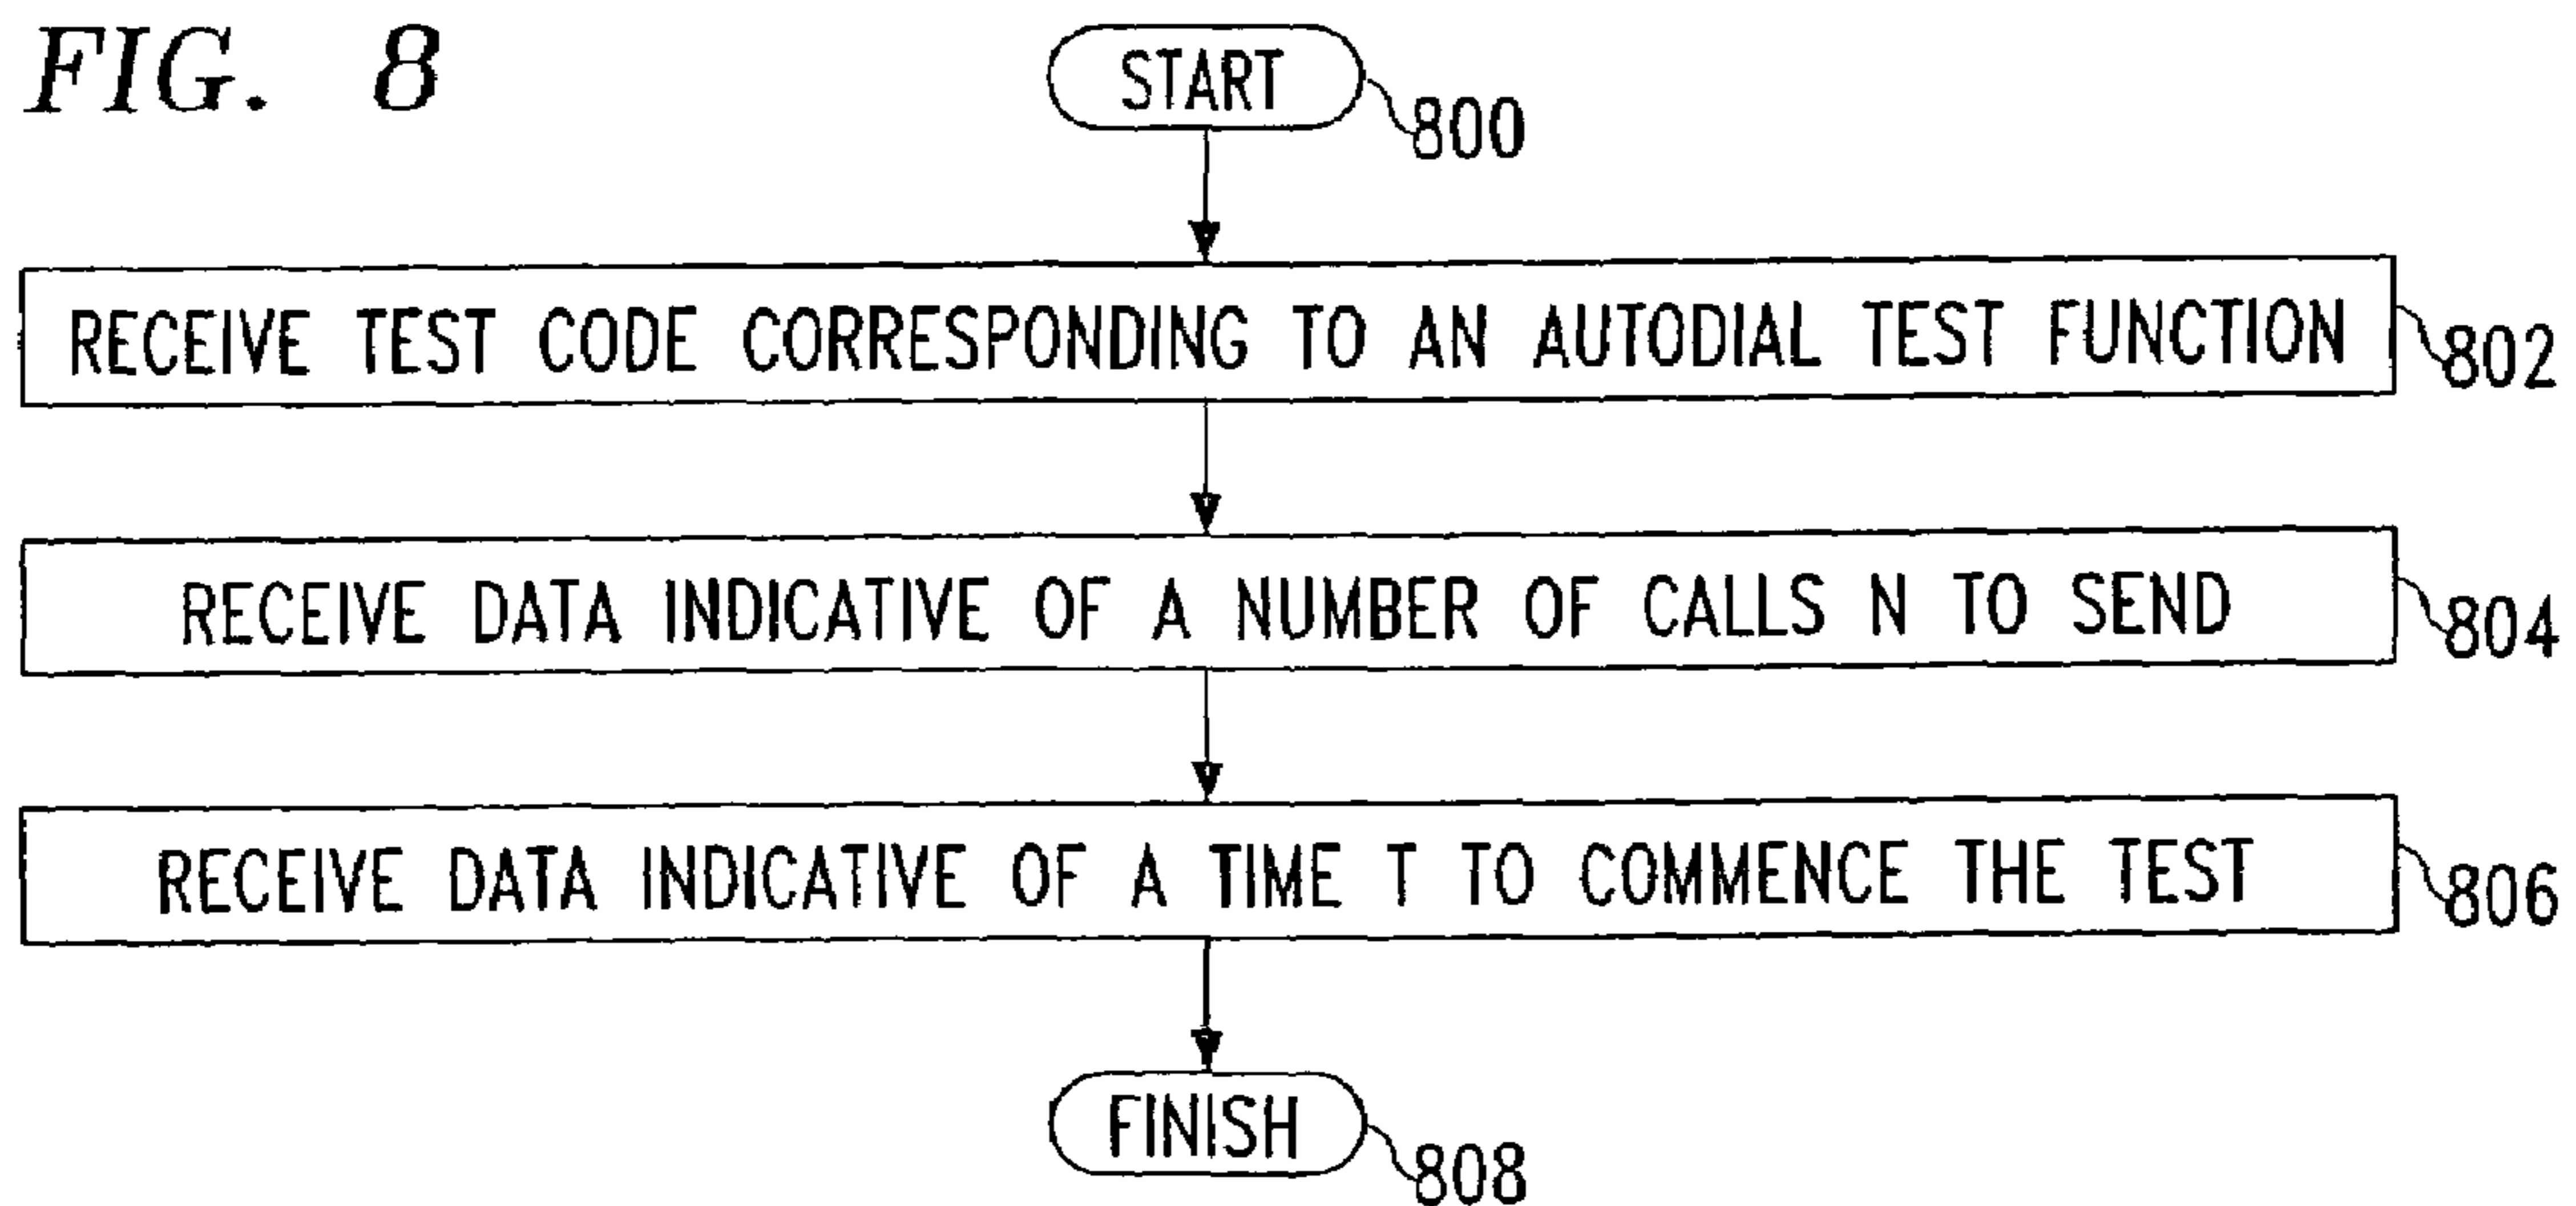 FIG. 8
START
800
RECEIVE TEST CODE CORRESPONDING TO AN AUTODIAL TEST FUNCTION
802
RECEIVE DATA INDICATIVE OF A NUMBER OF CALLS N TO SEND
804
RECEIVE DATA INDICATIVE OF A TIME T TO COMMENCE THE TEST
806
FINISH
808